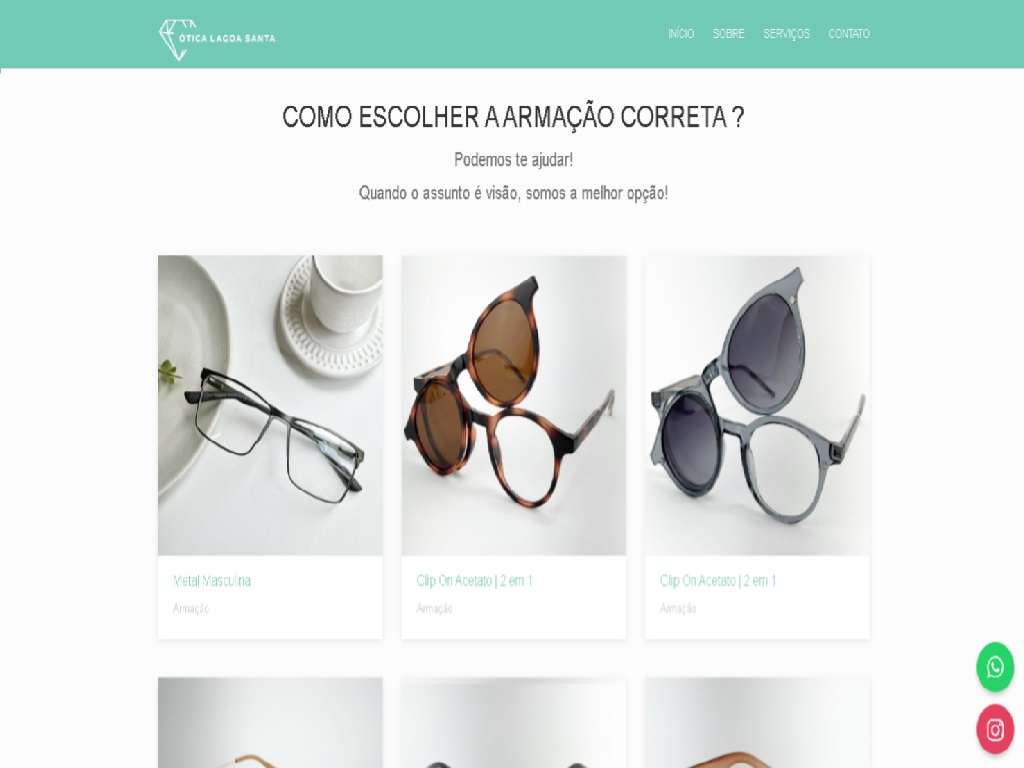 ÓTICA LAGOA SANTA
INÍCIO SOBRE SERVIÇOS CONTATO
COMO ESCOLHER A ARMAÇÃO CORRETA ?
Podemos te ajudar!
Quando o assunto é visão, somos a melhor opção!
Metal Masculina
Armação
Clip On Acetato | 2 em 1
Armação
Clip On Acetato | 2 em 1
Armação